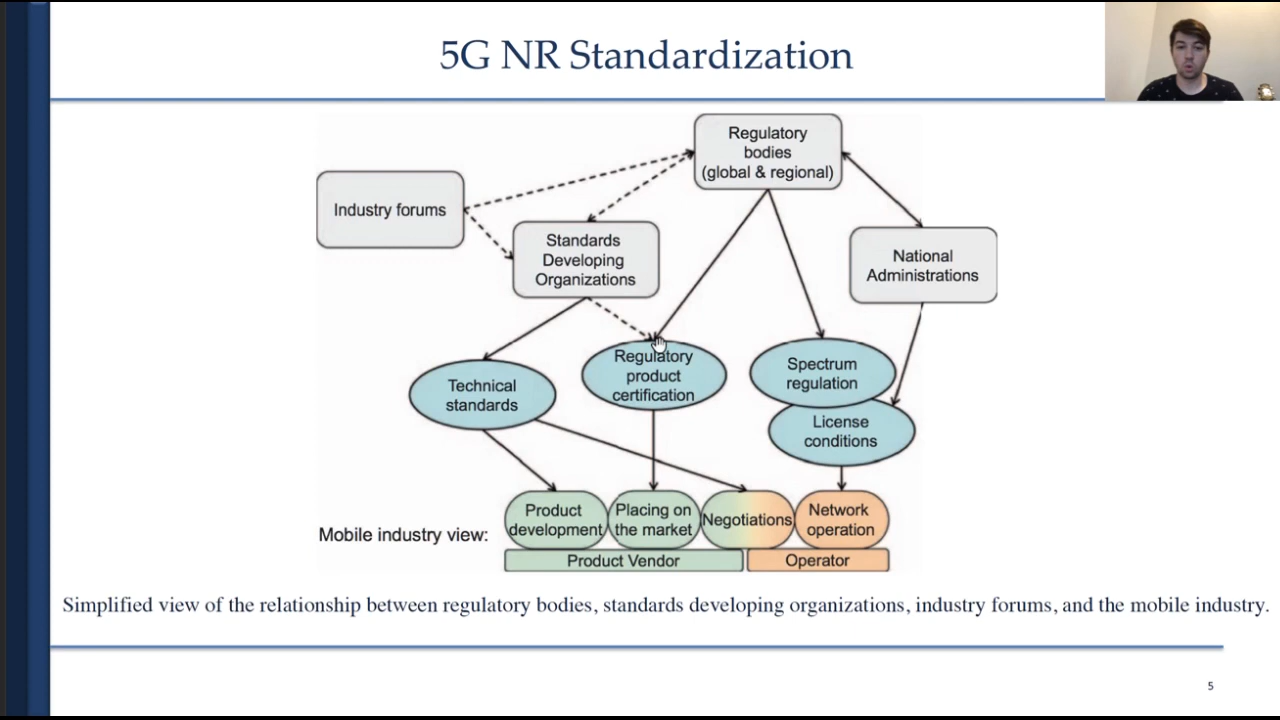 5G NR Standardization
Regulatory
bodies
(global & regional)
Industry forums
Standards
Developing
Organizations
National
Administrations
Technical
standards
Regulatory
product
certification
Spectrum
regulation
License
conditions
Mobile industry view:
Product
development
Placing on
the market
Negotiations
Network
operation
Product Vendor
Operator
Simplified view of the relationship between regulatory bodies, standards developing organizations, industry forums, and the mobile industry.
5